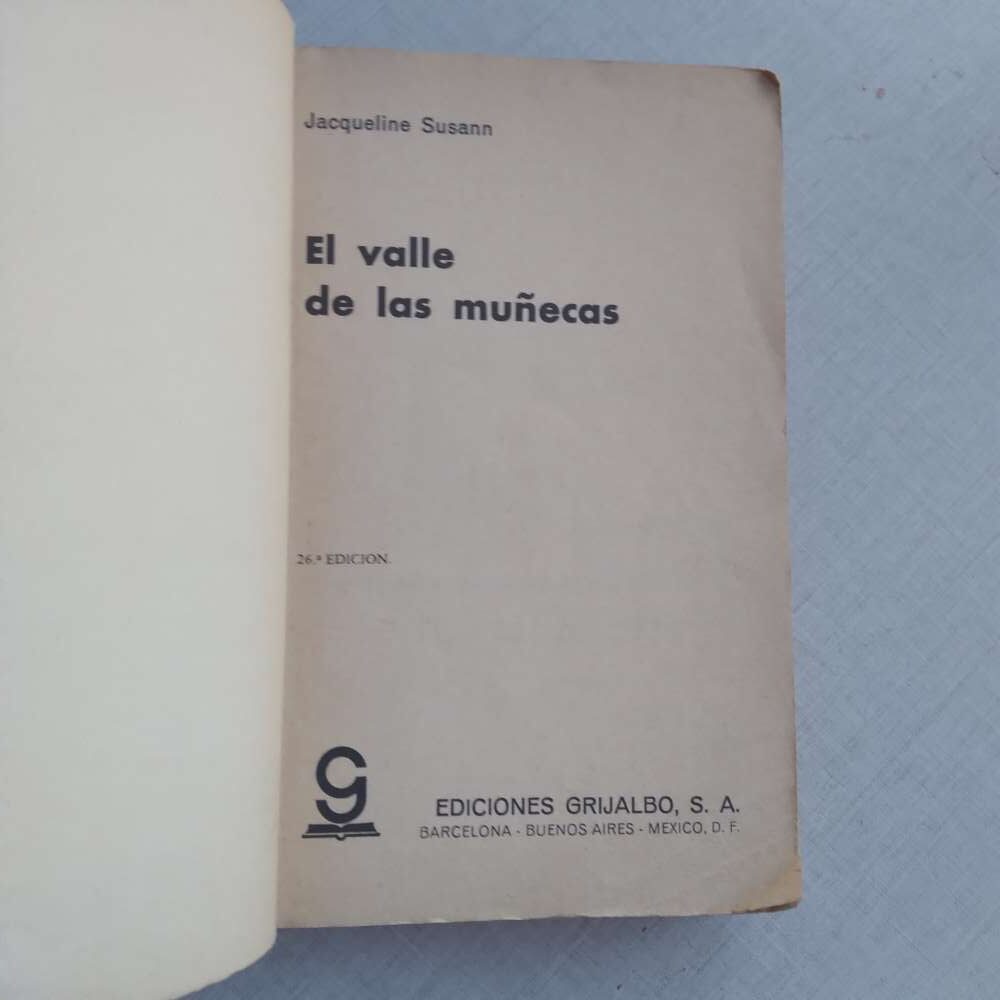 Jacqueline Susann
El valle
de las muñecas
26.ª EDICION.
EDICIONES GRIJALBO, S. A.
BARCELONA - BUENOS AIRES - MEXICO, D. F.